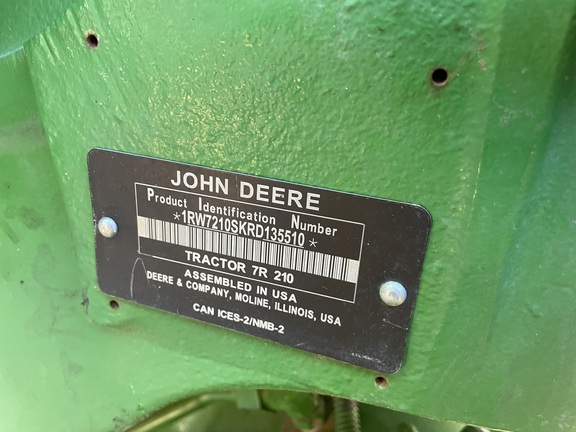 JOHN DEERE
Product Identification Number
*1RW7210SKRD135510*
TRACTOR 7R 210
ASSEMBLED IN USA
DEERE & COMPANY, MOLINE, ILLINOIS, USA
CAN ICES-2/NMB-2